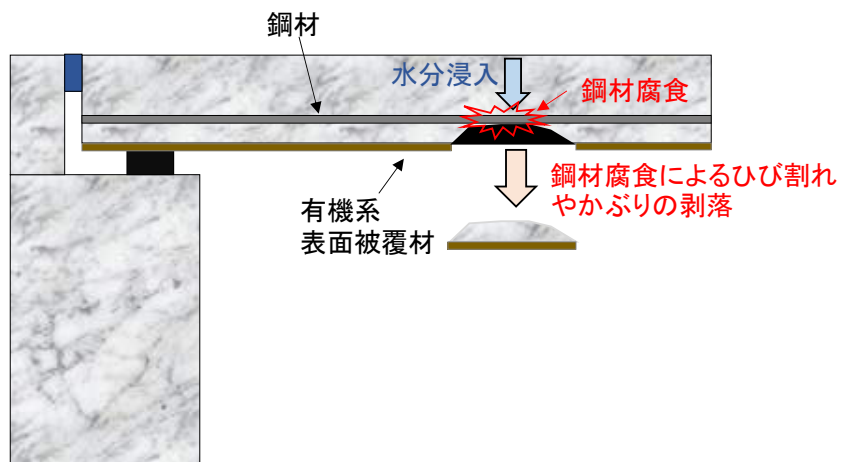 鋼材
水分浸入
鋼材腐食
鋼材腐食によるひび割れ
やかぶりの剥落
有機系
表面被覆材